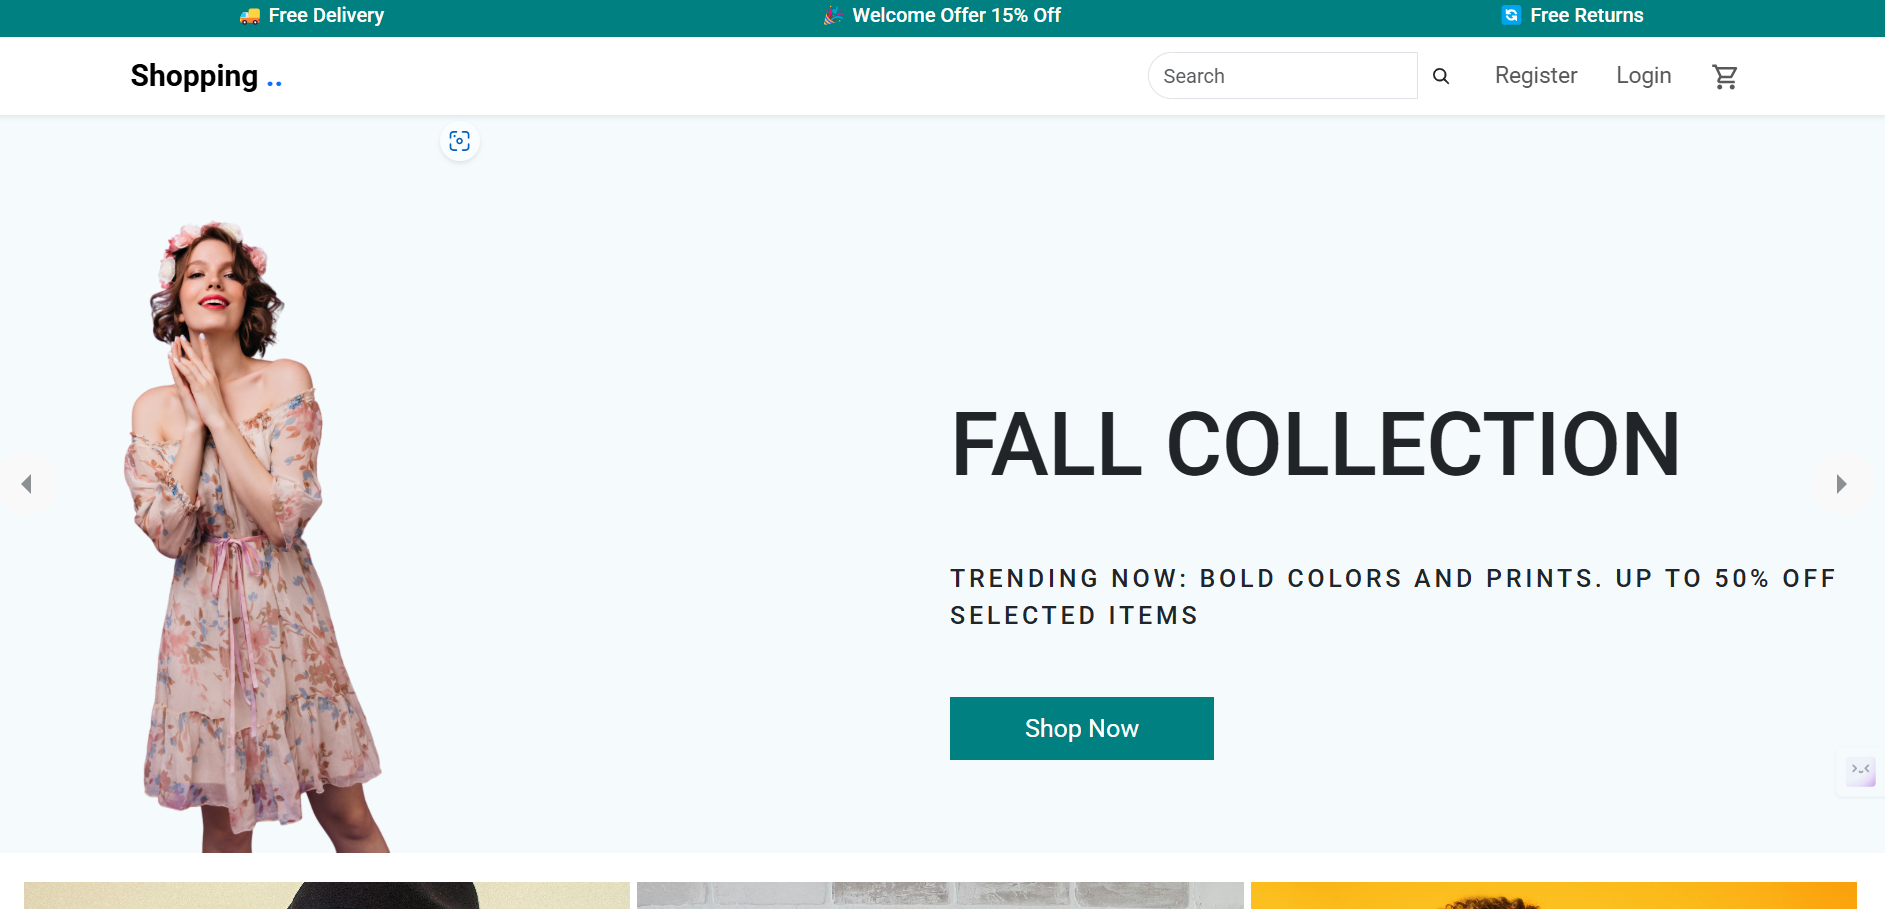 🚚 Free Delivery
🎉 Welcome Offer 15% Off
🔄 Free Returns
Shopping ..
Search
Register
Login
FALL COLLECTION
TRENDING NOW: BOLD COLORS AND PRINTS. UP TO 50% OFF
SELECTED ITEMS
Shop Now